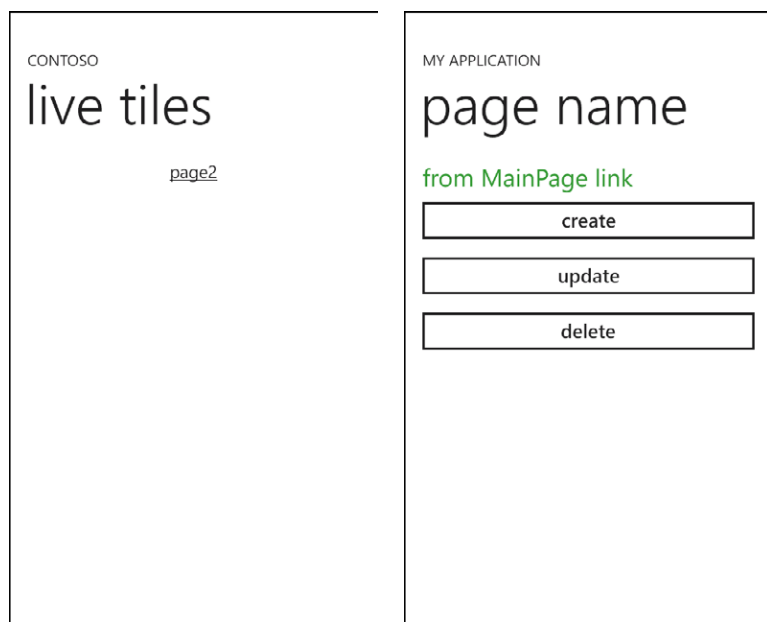 CONTOSO
live tiles
page2
MY APPLICATION
page name
from MainPage link
create
update
delete